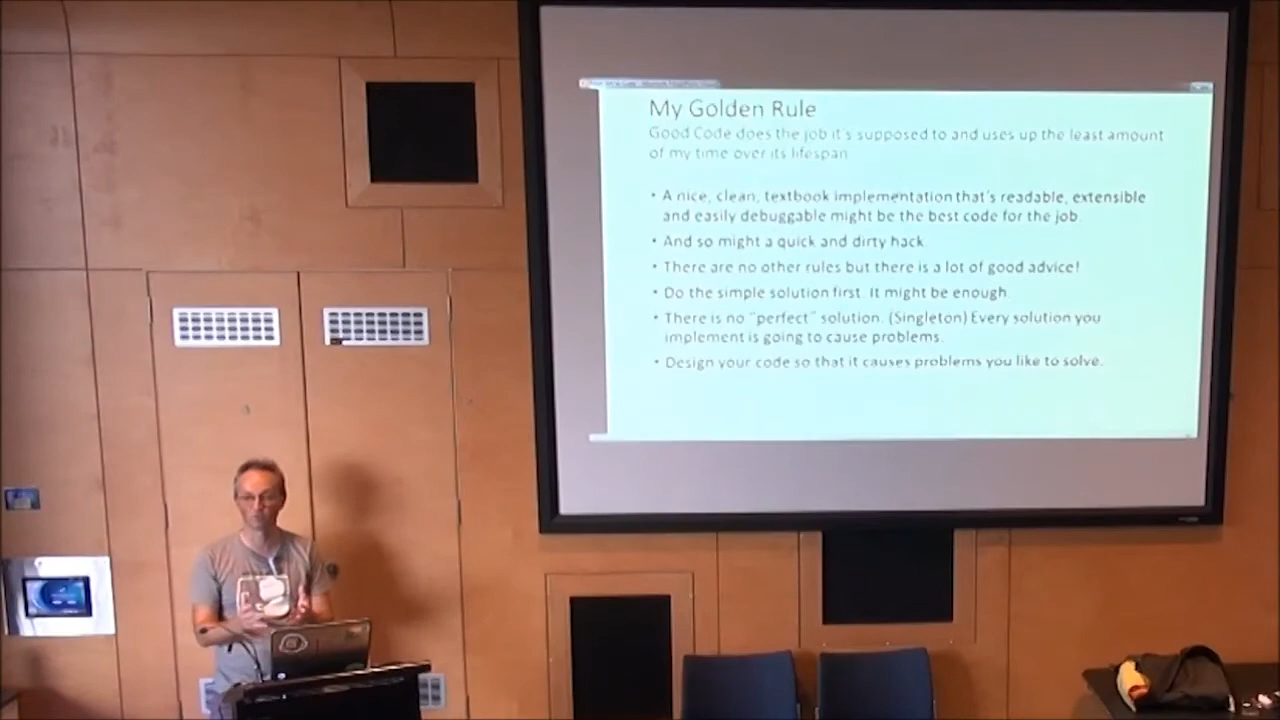 My Golden Rule
Good Code does the job it's supposed to and uses up the least amount
of my time over its lifespan
• A nice, clean, textbook implementation that's readable, extensible
and easily debuggable might be the best code for the job.
• And so might a quick and dirty hack
• There are no other rules but there is a lot of good advice!
• Do the simple solution first. It might be enough.
• There is no "perfect" solution. (Singleton) Every solution you
implement is going to cause problems.
• Design your code so that it causes problems you like to solve.